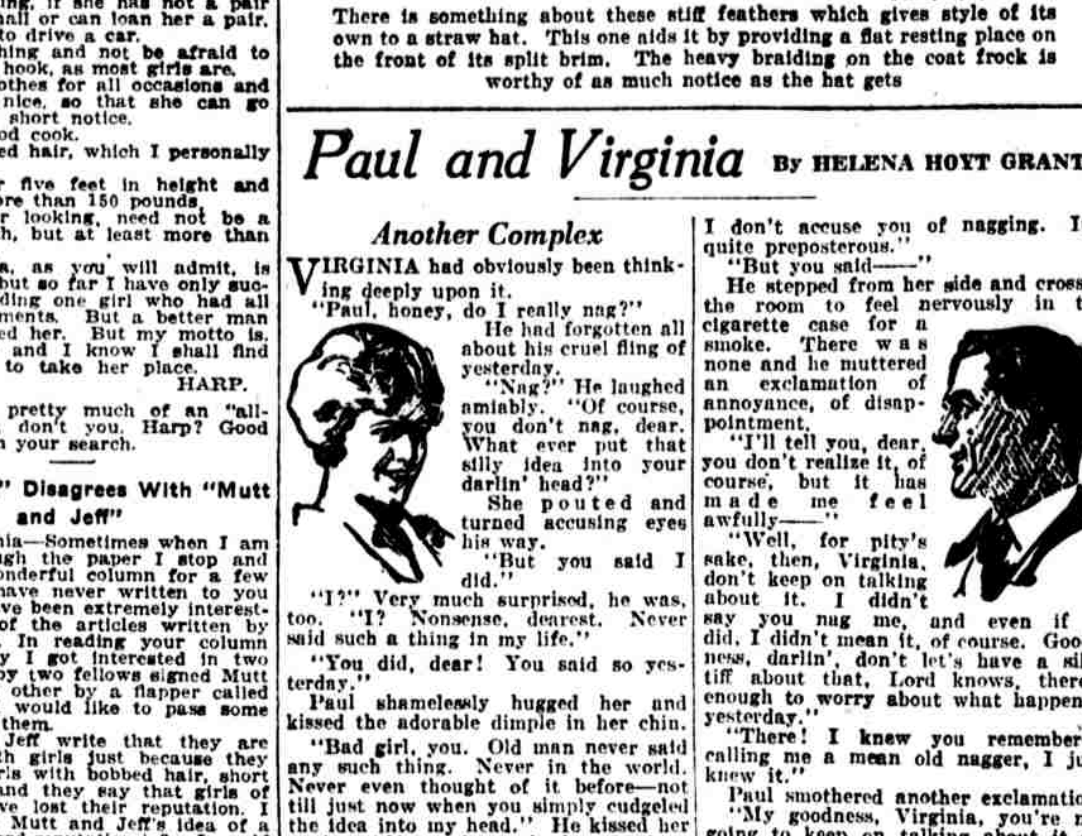 ing, if she has not a pair
hall or can loan her a pair.
to drive a car.
hing and not be afraid to
hook, as most girls are.
othes for all occasions and
nice, so that she can go
short notice.
od cook.
ed hair, which I personally
r five feet in height and
ore than 150 pounds.
r looking, need not be a
h, but at least more than
a, as you will admit, is
but so far I have only suc-
ding one girl who had all
ments. But a better man
ed her. But my motto is.
and I know I shall find
to take her place.
HARP.
pretty much of an "all-
don't you. Harp? Good
n your search.
" Disagrees With "Mutt
and Jeff"
nia—Sometimes when I am
ugh the paper I stop and
onderful column for a few
have never written to you
ve been extremely interest-
of the articles written by
. In reading your column
y I got interested in two
by two fellows signed Mutt
other by a flapper called
would like to pass some
them.
Jeff write that they are
th girls just because they
rls with bobbed hair, short
and they say that girls of
ve lost their reputation. I
Mutt and Jeff's idea of a
There is something about these stiff feathers which gives style of its
own to a straw hat. This one aids it by providing a flat resting place on
the front of its split brim. The heavy braiding on the coat frock is
worthy of as much notice as the hat gets
Paul and Virginia By HELENA HOYT GRANT
Another Complex
VIRGINIA had obviously been think-
ing deeply upon it.
"Paul, honey, do I really nag?"
He had forgotten all
about his cruel fling of
yesterday.
"Nag?" He laughed
amiably. "Of course,
you don't nag, dear.
What ever put that
silly idea into your
darlin' head?"
She pouted and
turned accusing eyes
his way.
"But you said I
did."
"I?" Very much surprised, he was,
too. "I? Nonsense, dearest. Never
said such a thing in my life."
"You did, dear! You said so yes-
terday."
Paul shamelessly hugged her and
kissed the adorable dimple in her chin.
"Bad girl, you. Old man never said
any such thing. Never in the world.
Never even thought of it before—not
till just now when you simply cudgeled
the idea into my head." He kissed her
I don't accuse you of nagging. I
quite preposterous."
"But you said——"
He stepped from her side and cross
the room to feel nervously in t
cigarette case for a
smoke. There was
none and he muttered
an exclamation of
annoyance, of disap-
pointment.
"I'll tell you, dear,
you don't realize it, of
course, but it has
made me feel
awfully——"
"Well, for pity's
sake, then, Virginia,
don't keep on talking
about it. I didn't
say you nag me, and even if
did, I didn't mean it, of course. Goo
ness, darlin', don't let's have a sil
tiff about that, Lord knows, there
enough to worry about what happen
yesterday."
"There! I knew you remember
calling me a mean old nagger, I ju
knew it."
Paul smothered another exclamatio
"My goodness, Virginia, you're n
going to keep on talking